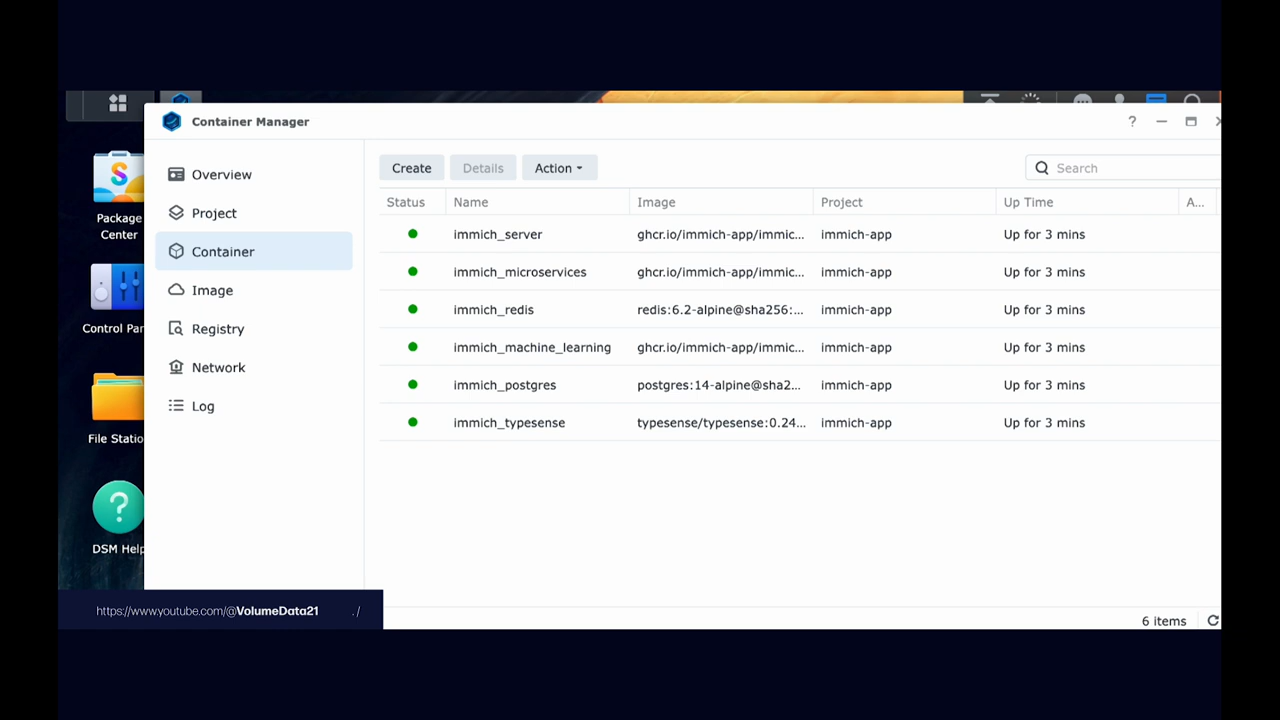 Container Manager
?
Package
Center
Control Par
File Statio
DSM Help
Overview
Project
Container
Image
Registry
Network
Log
Create Details Action Search
Status Name Image Project Up Time A...
immich_server ghcr.io/immich-app/immic... immich-app Up for 3 mins
immich_microservices ghcr.io/immich-app/immic... immich-app Up for 3 mins
immich_redis redis:6.2-alpine@sha256:... immich-app Up for 3 mins
immich_machine_learning ghcr.io/immich-app/immic... immich-app Up for 3 mins
immich_postgres postgres:14-alpine@sha2... immich-app Up for 3 mins
immich_typesense typesense/typesense:0.24... immich-app Up for 3 mins
6 items
https://www.youtube.com/@VolumeData21 . /